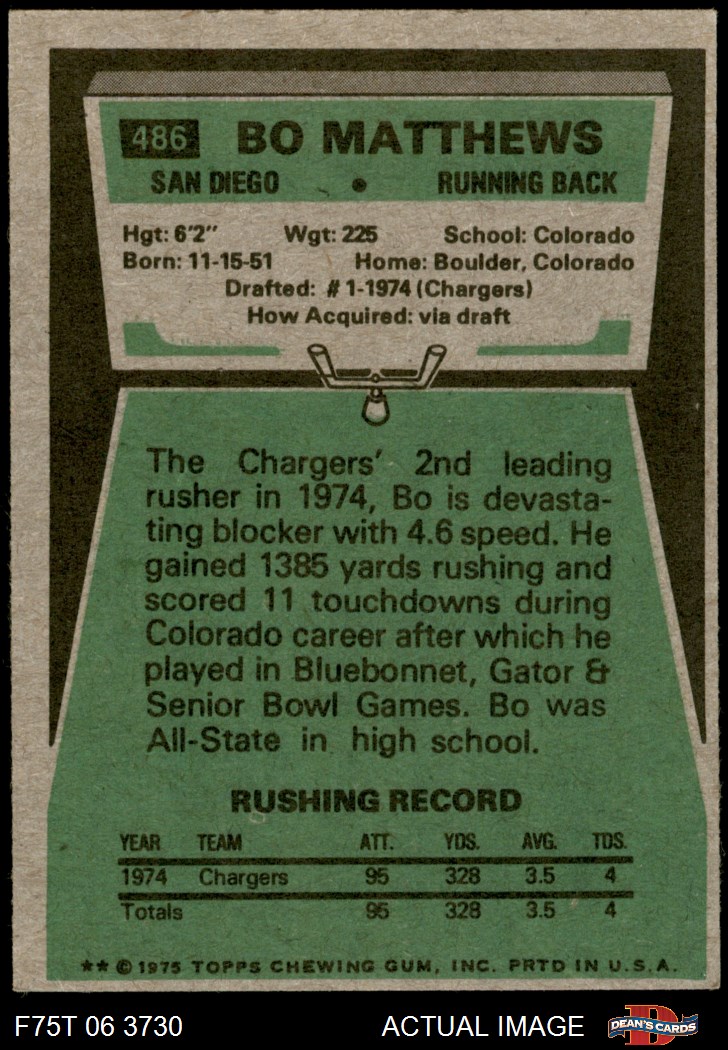 486 BO MATTHEWS
SAN DIEGO • RUNNING BACK
Hgt: 6'2" Wgt: 225 School: Colorado
Born: 11-15-51 Home: Boulder, Colorado
Drafted: #1-1974 (Chargers)
How Acquired: via draft
The Chargers' 2nd leading
rusher in 1974, Bo is devasta-
ting blocker with 4.6 speed. He
gained 1385 yards rushing and
scored 11 touchdowns during
Colorado career after which he
played in Bluebonnet, Gator &
Senior Bowl Games. Bo was
All-State in high school.
RUSHING RECORD
YEAR TEAM ATT. YDS. AVG. TDS.
1974 Chargers 95 328 3.5 4
Totals 95 328 3.5 4
** © 1975 TOPPS CHEWING GUM, INC. PRTD IN U.S.A.
F75T 06 3730 ACTUAL IMAGE D DEAN'S CARDS